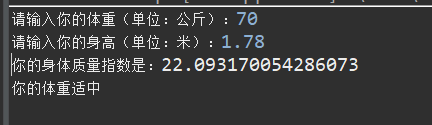 请输入你的体重（单位：公斤）：70
请输入你的身高（单位：米）：1.78
你的身体质量指数是：22.093170054286073
你的体重适中